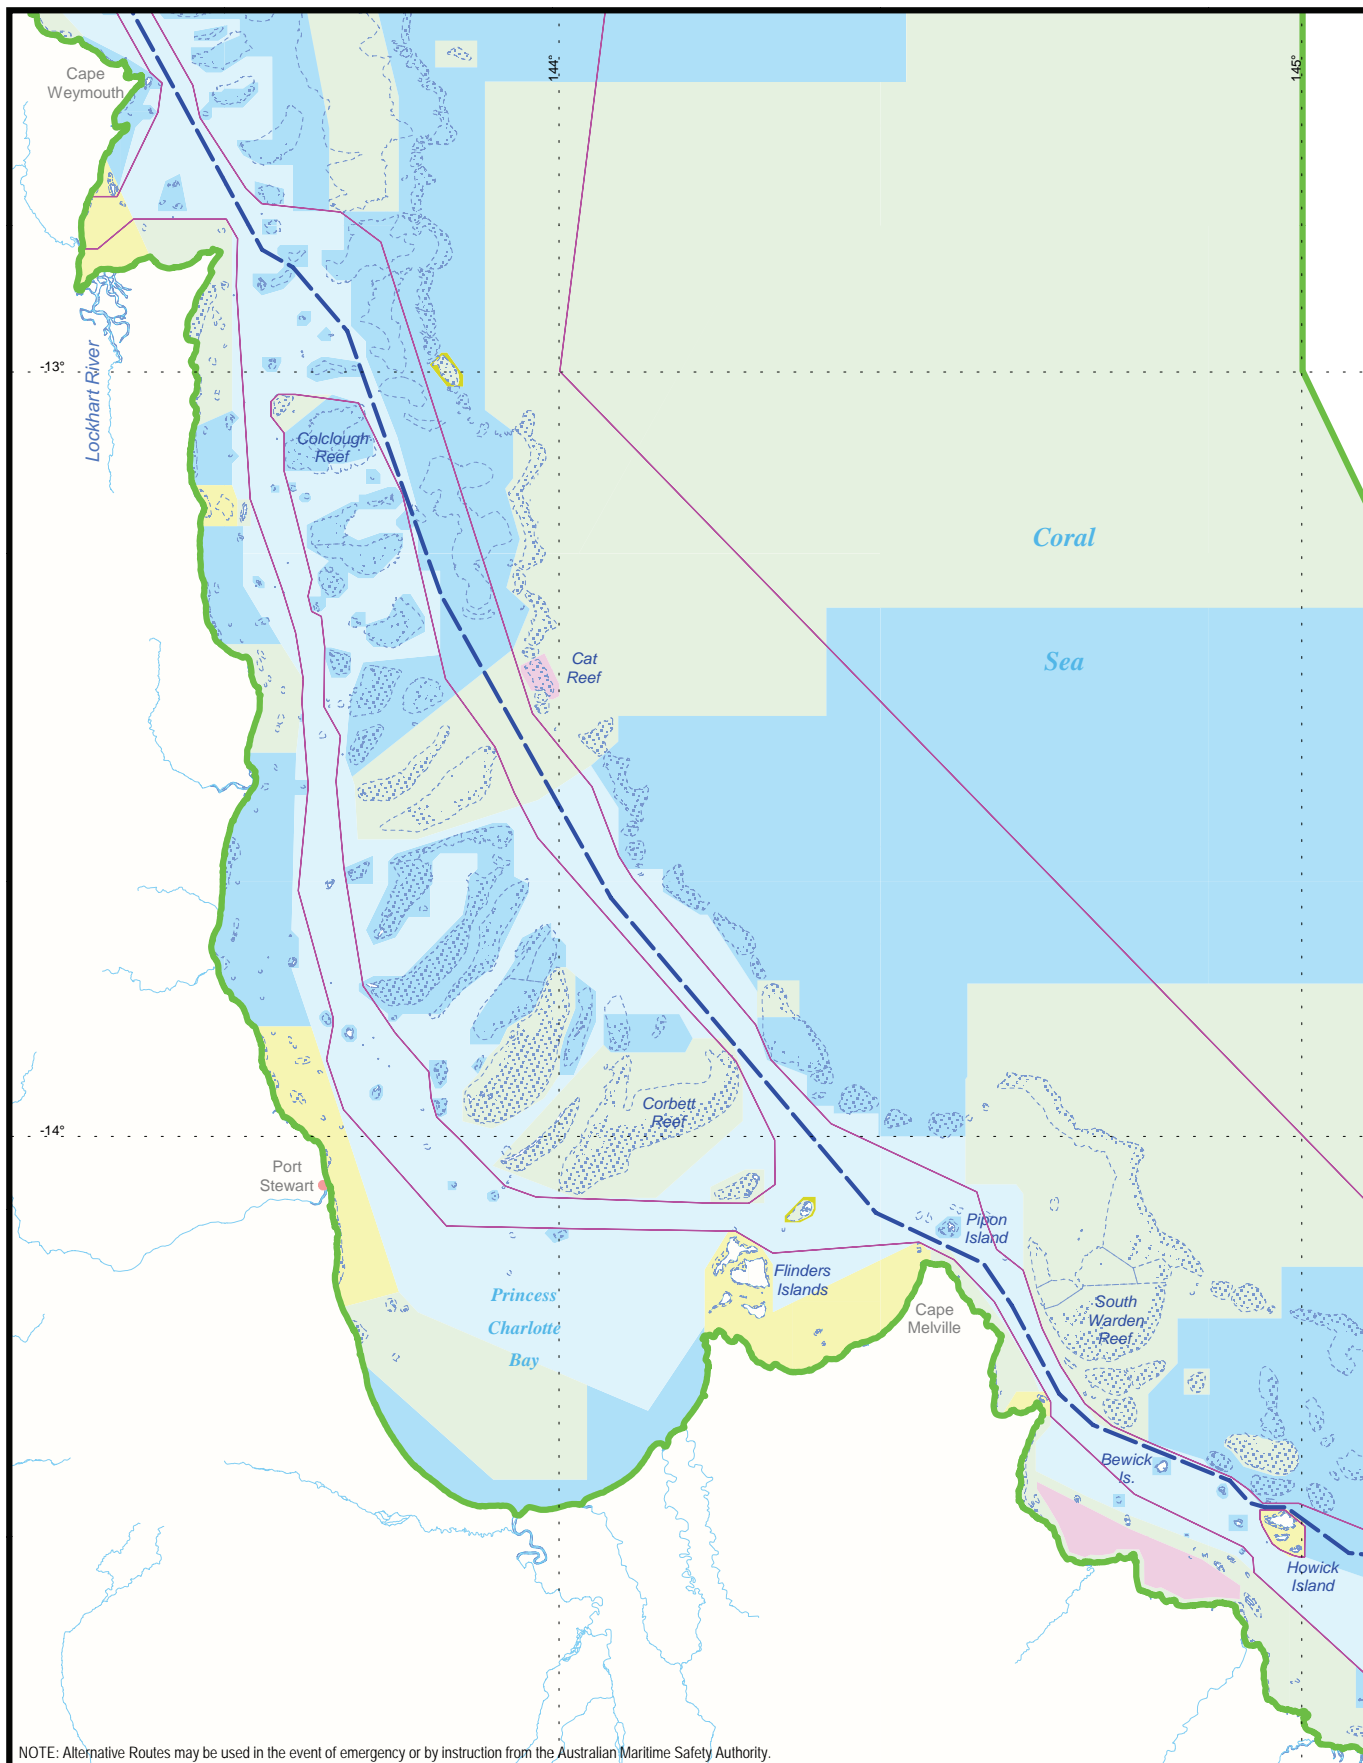 Cape
Weymouth
144°
145°
Lockhart River
-13°
Colclough
Reef
Coral
Sea
Cat
Reef
Corbett
Reef
-14°
Port
Stewart
Pipon
Island
Flinders
Islands
Princess
Charlotte
Bay
Cape
Melville
South
Warden
Reef
Bewick
Is.
Howick
Island
NOTE: Alternative Routes may be used in the event of emergency or by instruction from the Australian Maritime Safety Authority.